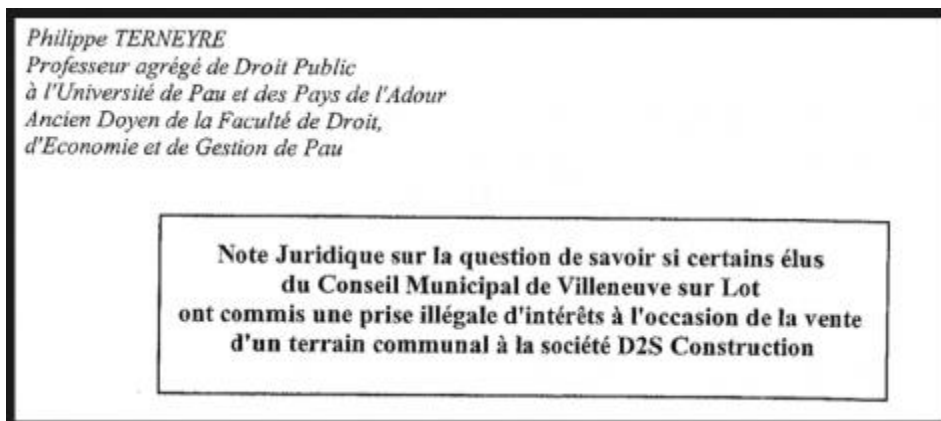 Philippe TERNEYRE
Professeur agrégé de Droit Public
à l'Université de Pau et des Pays de l'Adour
Ancien Doyen de la Faculté de Droit,
d'Economie et de Gestion de Pau
Note Juridique sur la question de savoir si certains élus
du Conseil Municipal de Villeneuve sur Lot
ont commis une prise illégale d'intérêts à l'occasion de la vente
d'un terrain communal à la société D2S Construction